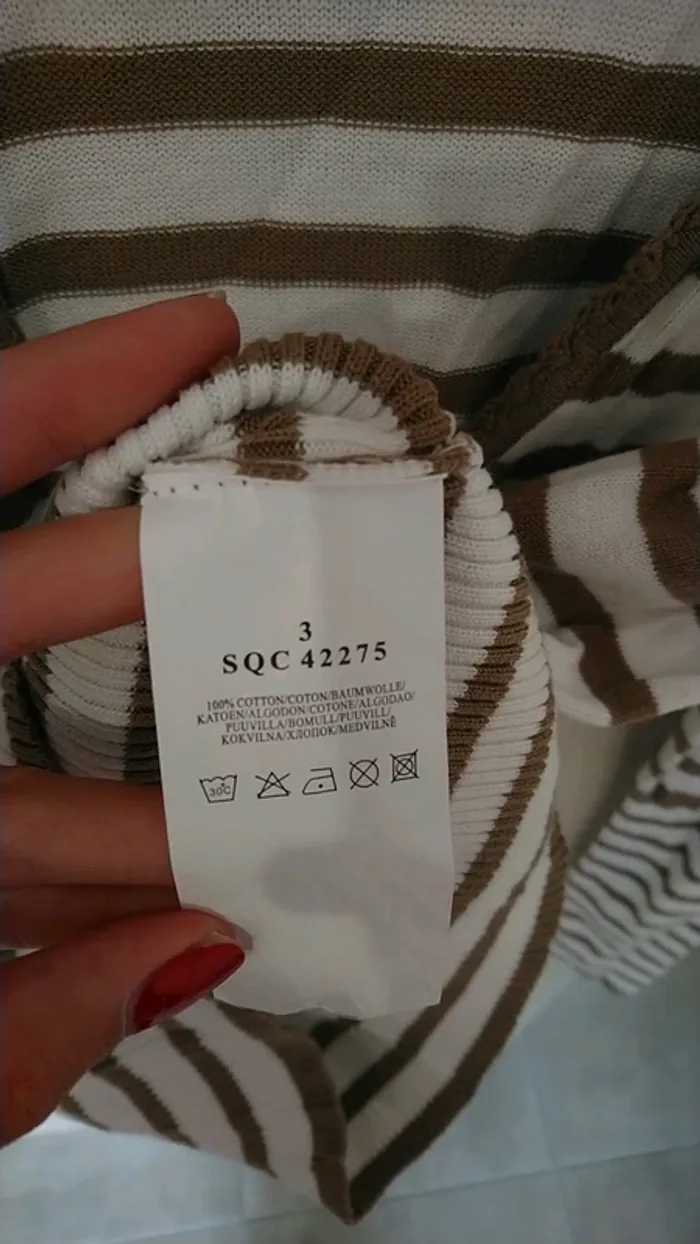 3
SQC 42275
100% COTTON/COTON/BAUMWOLLE/
KATOEN/ALGODON/COTONE/ALGODAO/
PUUVILLA/BOMULL/PUUVILL/
KOKVILNA/ХЛОПОК/MEDVILNĖ
30°C